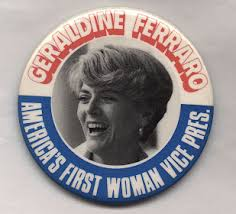 GERALDINE FERRARO
AMERICA'S FIRST WOMAN VICE PRES.